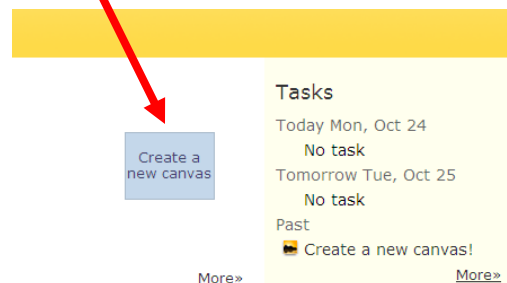 Create a
new canvas
More»
Tasks
Today Mon, Oct 24
No task
Tomorrow Tue, Oct 25
No task
Past
Create a new canvas!
More»